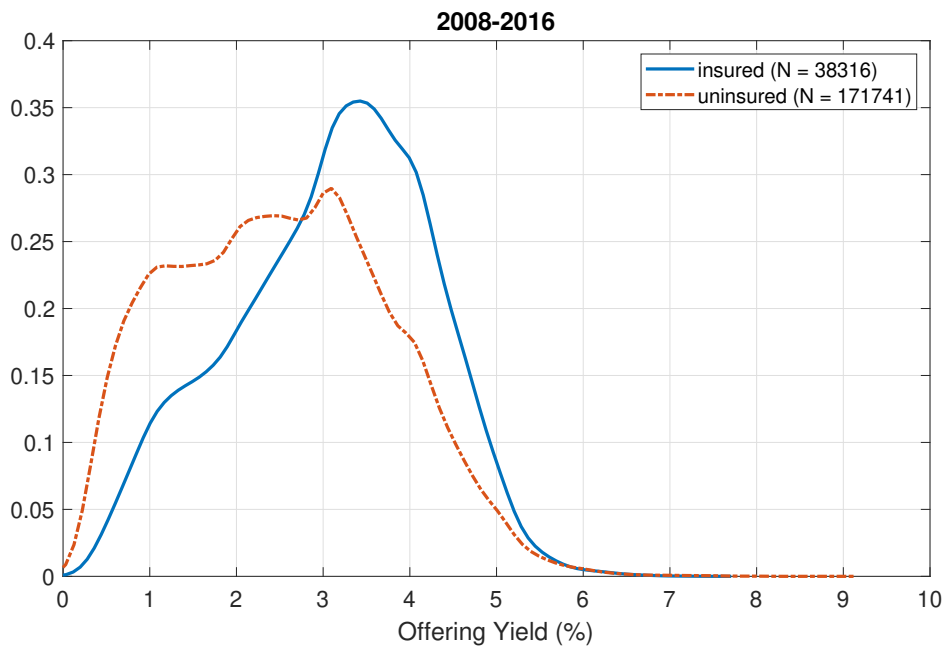 2008-2016
0.4
0.35
0.3
0.25
0.2
0.15
0.1
0.05
0
insured (N = 38316)
uninsured (N = 171741)
0 1 2 3 4 5 6 7 8 9 10
Offering Yield (%)